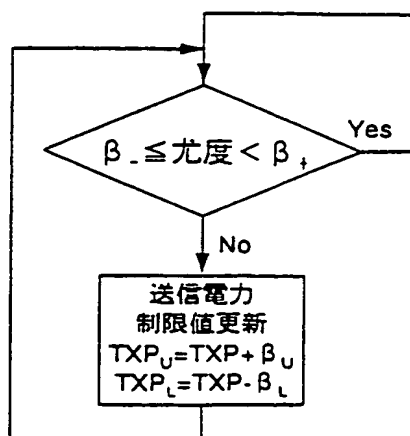 β₋≦尤度<β₊
Yes
No
送信電力
制限値更新
TXP_U=TXP+β_U
TXP_L=TXP-β_L